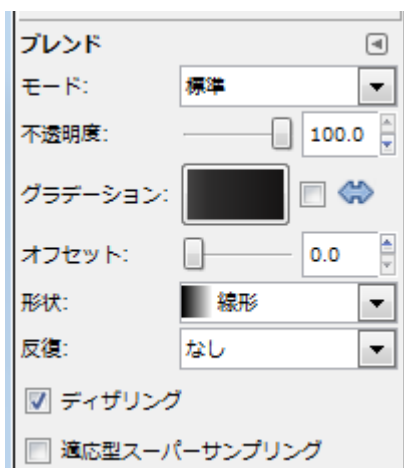 ブレンド
モード: 標準
不透明度: 100.0
グラデーション:
オフセット: 0.0
形状: 線形
反復: なし
ディザリング
適応型スーパーサンプリング